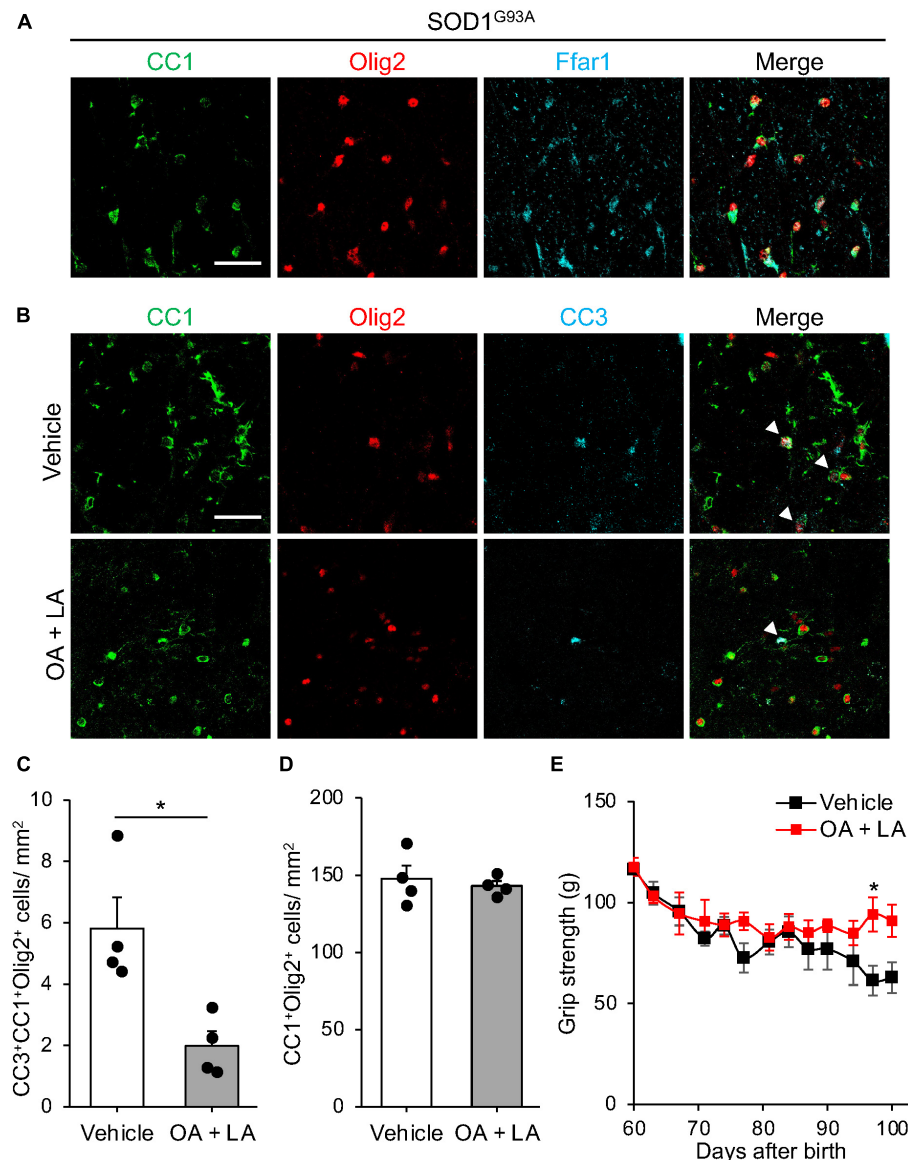 A
SOD1G93A
CC1 Olig2 Ffar1 Merge
B
CC1 Olig2 CC3 Merge
Vehicle
OA + LA
C
D
E
10
8
6
4
2
0
CC3+CC1+Olig2+ cells/ mm2
*
Vehicle OA + LA
200
150
100
50
0
CC1+Olig2+ cells/ mm2
Vehicle OA + LA
150
100
50
0
Grip strength (g)
Vehicle
OA + LA
*
60 70 80 90 100
Days after birth